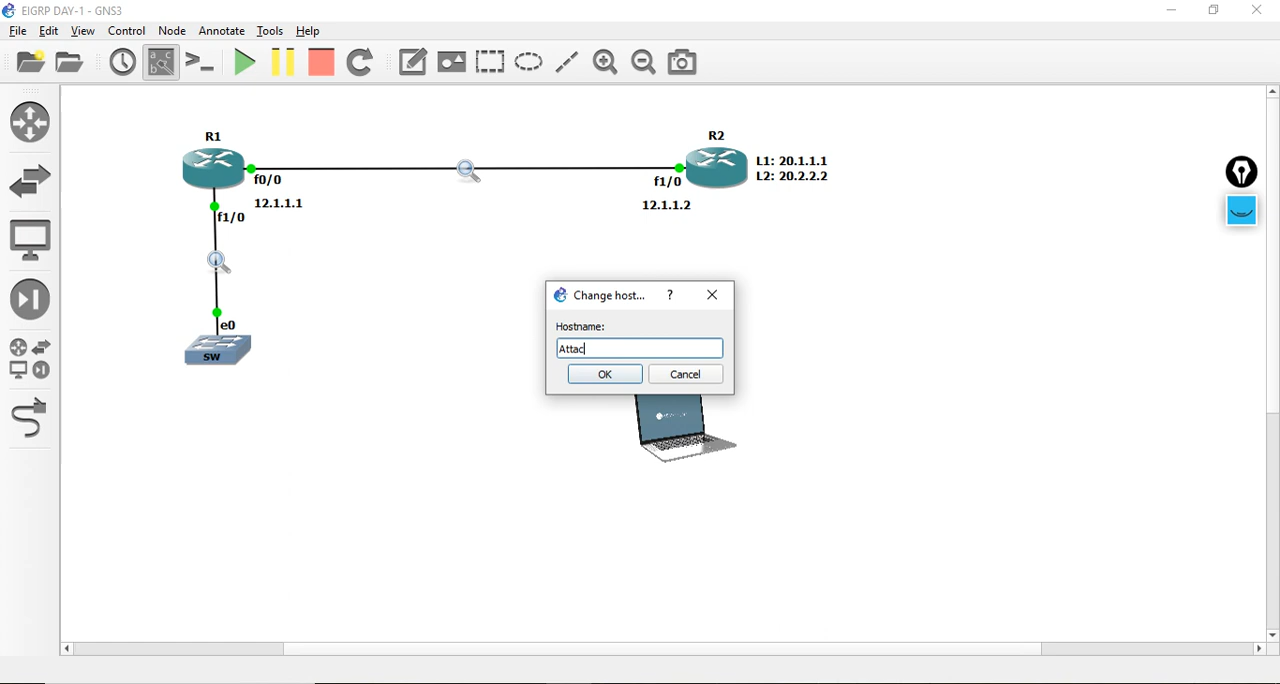 EIGRP DAY-1 - GNS3
File Edit View Control Node Annotate Tools Help
R1
R2
f0/0
L1: 20.1.1.1
L2: 20.2.2.2
f1/0
12.1.1.1
12.1.1.2
f1/0
e0
SW
Change host... ?
Hostname:
Attac
OK Cancel